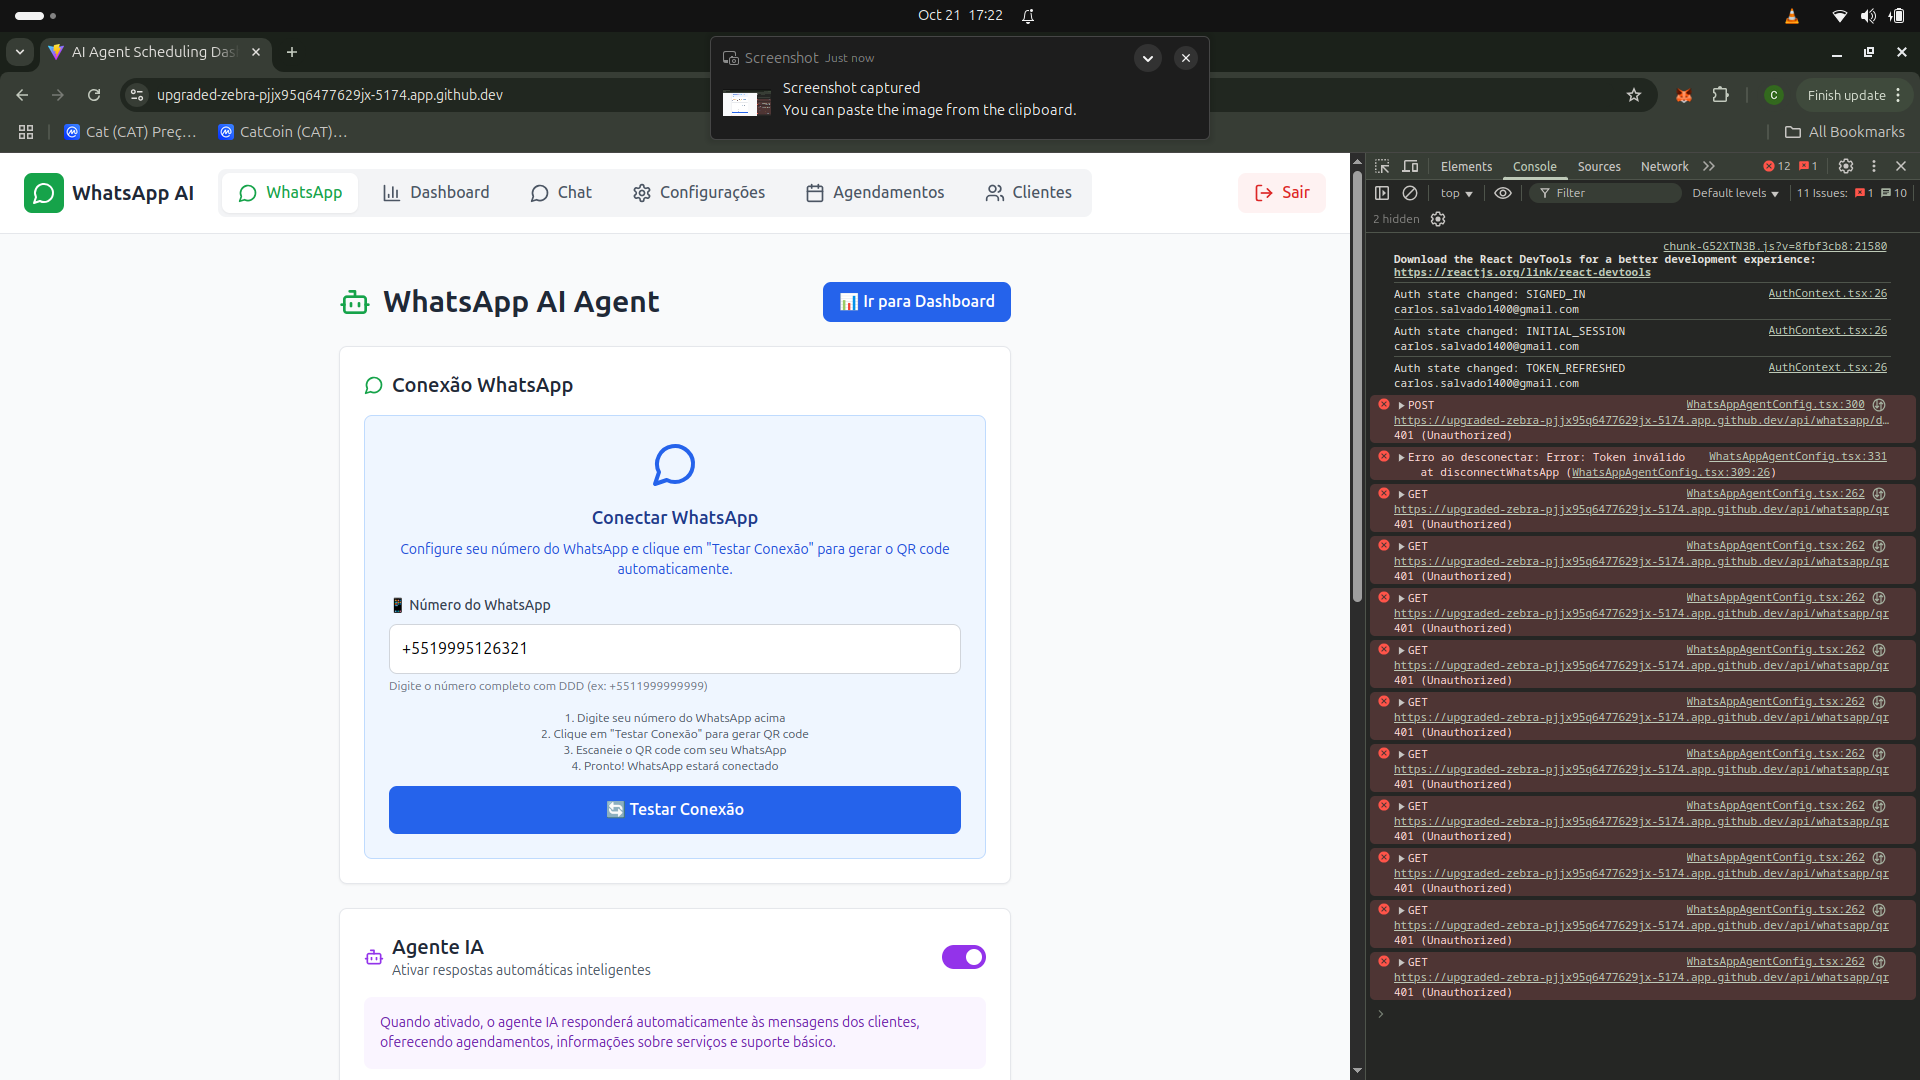 Oct 21 17:22
AI Agent Scheduling Das
Screenshot Just now
Screenshot captured
You can paste the image from the clipboard.
upgraded-zebra-pjjx95q6477629jx-5174.app.github.dev
C
Finish update
Cat (CAT) Preç…
CatCoin (CAT)…
All Bookmarks
WhatsApp AI
WhatsApp
Dashboard
Chat
Configurações
Agendamentos
Clientes
Sair
WhatsApp AI Agent
📊 Ir para Dashboard
Conexão WhatsApp
Conectar WhatsApp
Configure seu número do WhatsApp e clique em "Testar Conexão" para gerar o QR code
automaticamente.
📱 Número do WhatsApp
+5519995126321
Digite o número completo com DDD (ex: +5511999999999)
1. Digite seu número do WhatsApp acima
2. Clique em "Testar Conexão" para gerar QR code
3. Escaneie o QR code com seu WhatsApp
4. Pronto! WhatsApp estará conectado
🔄 Testar Conexão
Agente IA
Ativar respostas automáticas inteligentes
Quando ativado, o agente IA responderá automaticamente às mensagens dos clientes,
oferecendo agendamentos, informações sobre serviços e suporte básico.
Elements
Console
Sources
Network
12
1
top
Filter
Default levels
11 Issues: 1 10
2 hidden
chunk-G52XTN3B.js?v=8fbf3cb8:21580
Download the React DevTools for a better development experience:
https://reactjs.org/link/react-devtools
Auth state changed: SIGNED_IN AuthContext.tsx:26
carlos.salvado1400@gmail.com
Auth state changed: INITIAL_SESSION AuthContext.tsx:26
carlos.salvado1400@gmail.com
Auth state changed: TOKEN_REFRESHED AuthContext.tsx:26
carlos.salvado1400@gmail.com
POST WhatsAppAgentConfig.tsx:300
https://upgraded-zebra-pjjx95q6477629jx-5174.app.github.dev/api/whatsapp/d…
401 (Unauthorized)
Erro ao desconectar: Error: Token inválido WhatsAppAgentConfig.tsx:331
at disconnectWhatsApp (WhatsAppAgentConfig.tsx:309:26)
GET WhatsAppAgentConfig.tsx:262
https://upgraded-zebra-pjjx95q6477629jx-5174.app.github.dev/api/whatsapp/qr
401 (Unauthorized)
GET WhatsAppAgentConfig.tsx:262
https://upgraded-zebra-pjjx95q6477629jx-5174.app.github.dev/api/whatsapp/qr
401 (Unauthorized)
GET WhatsAppAgentConfig.tsx:262
https://upgraded-zebra-pjjx95q6477629jx-5174.app.github.dev/api/whatsapp/qr
401 (Unauthorized)
GET WhatsAppAgentConfig.tsx:262
https://upgraded-zebra-pjjx95q6477629jx-5174.app.github.dev/api/whatsapp/qr
401 (Unauthorized)
GET WhatsAppAgentConfig.tsx:262
https://upgraded-zebra-pjjx95q6477629jx-5174.app.github.dev/api/whatsapp/qr
401 (Unauthorized)
GET WhatsAppAgentConfig.tsx:262
https://upgraded-zebra-pjjx95q6477629jx-5174.app.github.dev/api/whatsapp/qr
401 (Unauthorized)
GET WhatsAppAgentConfig.tsx:262
https://upgraded-zebra-pjjx95q6477629jx-5174.app.github.dev/api/whatsapp/qr
401 (Unauthorized)
GET WhatsAppAgentConfig.tsx:262
https://upgraded-zebra-pjjx95q6477629jx-5174.app.github.dev/api/whatsapp/qr
401 (Unauthorized)
GET WhatsAppAgentConfig.tsx:262
https://upgraded-zebra-pjjx95q6477629jx-5174.app.github.dev/api/whatsapp/qr
401 (Unauthorized)
GET WhatsAppAgentConfig.tsx:262
https://upgraded-zebra-pjjx95q6477629jx-5174.app.github.dev/api/whatsapp/qr
401 (Unauthorized)